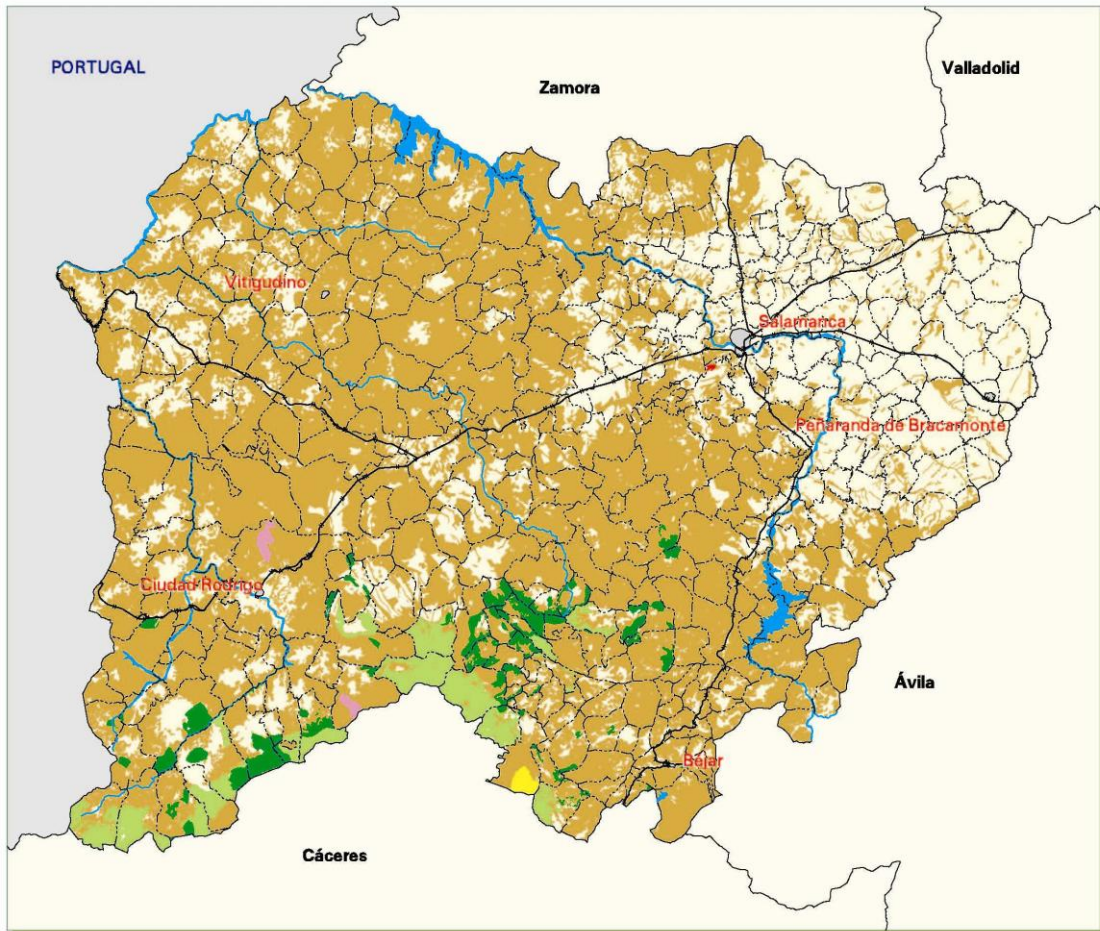 PORTUGAL
Valladolid
Zamora
Vitigudino
Salamanca
Peñaranda de Bracamonte
Ciudad Rodrigo
Ávila
Béjar
Cáceres